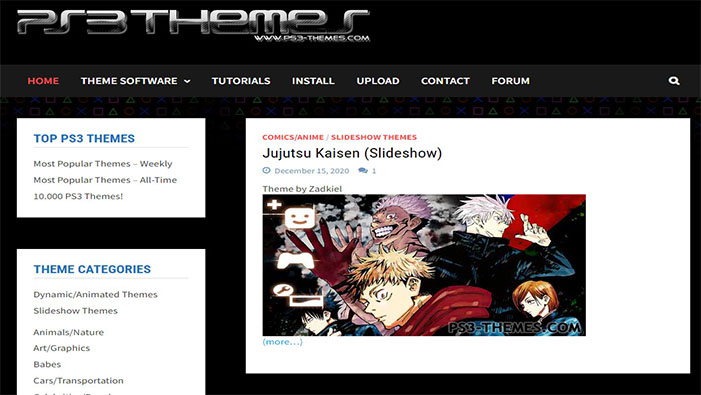 PS3THEMES
WWW.PS3-THEMES.COM
HOME THEME SOFTWARE TUTORIALS INSTALL UPLOAD CONTACT FORUM
TOP PS3 THEMES
Most Popular Themes – Weekly
Most Popular Themes – All-Time
10.000 PS3 Themes!
THEME CATEGORIES
Dynamic/Animated Themes
Slideshow Themes
Animals/Nature
Art/Graphics
Babes
Cars/Transportation
COMICS/ANIME / SLIDESHOW THEMES
Jujutsu Kaisen (Slideshow)
December 15, 2020 1
Theme by Zadkiel
PS3-THEMES.COM
(more…)